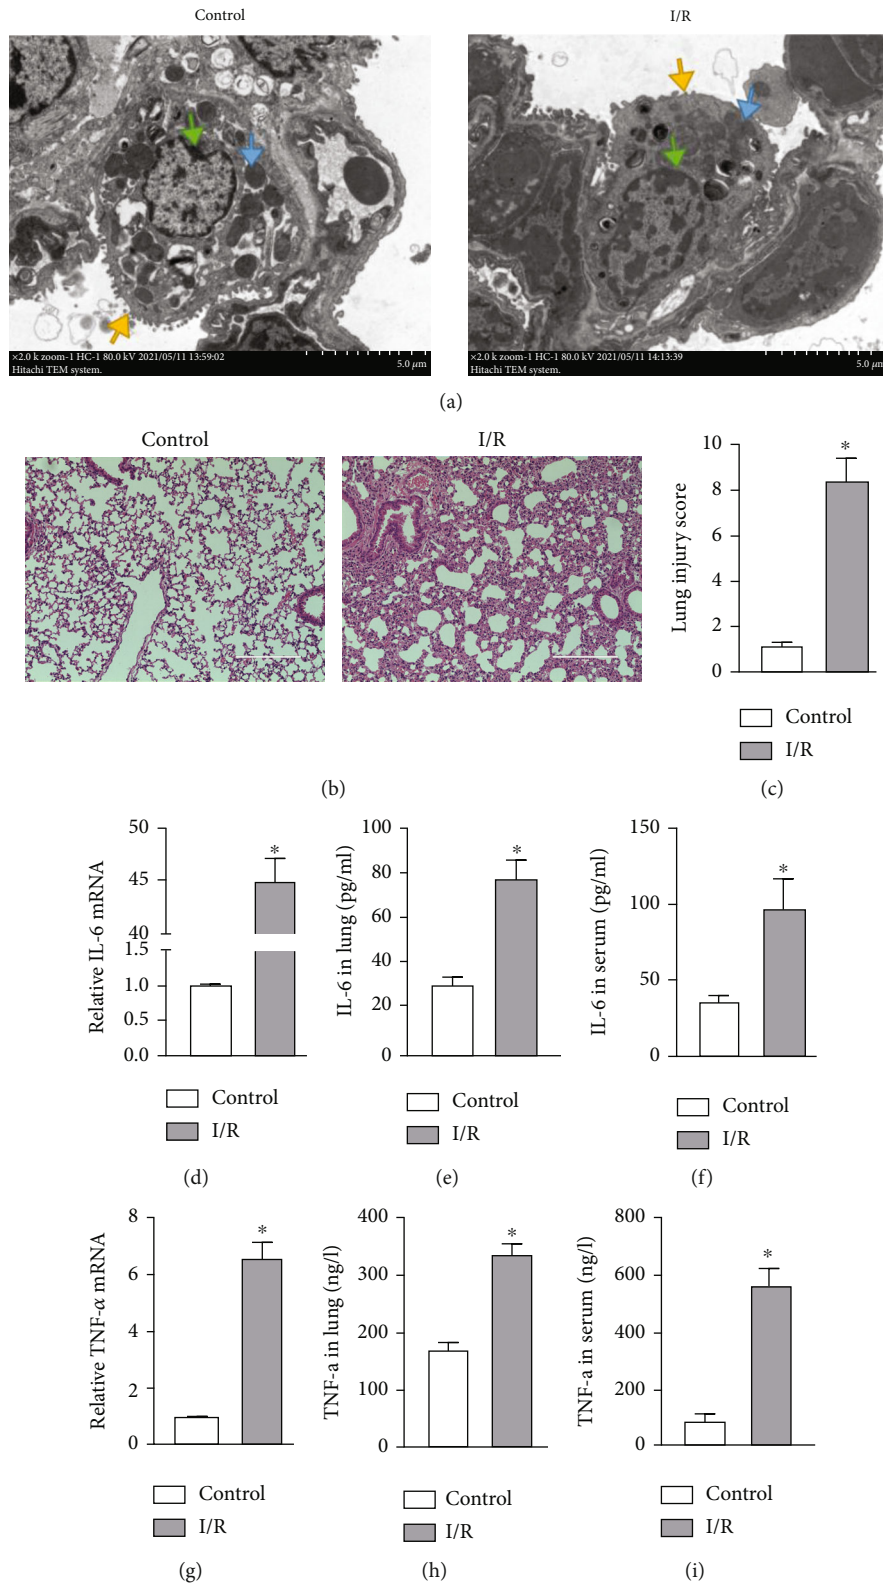 Control
I/R
×2.0 k zoom-1 HC-1 80.0 kV 2021/05/11 13:59:02
Hitachi TEM system.
5.0 μm
×2.0 k zoom-1 HC-1 80.0 kV 2021/05/11 14:13:39
Hitachi TEM system.
5.0 μm
(a)
Control
I/R
(b)
Lung injury score
10
8
6
4
2
0
*
Control
I/R
(c)
Relative IL-6 mRNA
50
45
40
1.5
1.0
0.5
0.0
*
Control
I/R
(d)
IL-6 in lung (pg/ml)
100
80
60
40
20
0
*
Control
I/R
(e)
IL-6 in serum (pg/ml)
150
100
50
0
*
Control
I/R
(f)
Relative TNF-α mRNA
8
6
4
2
0
*
Control
I/R
(g)
TNF-a in lung (ng/l)
400
300
200
100
0
*
Control
I/R
(h)
TNF-a in serum (ng/l)
800
600
400
200
0
*
Control
I/R
(i)